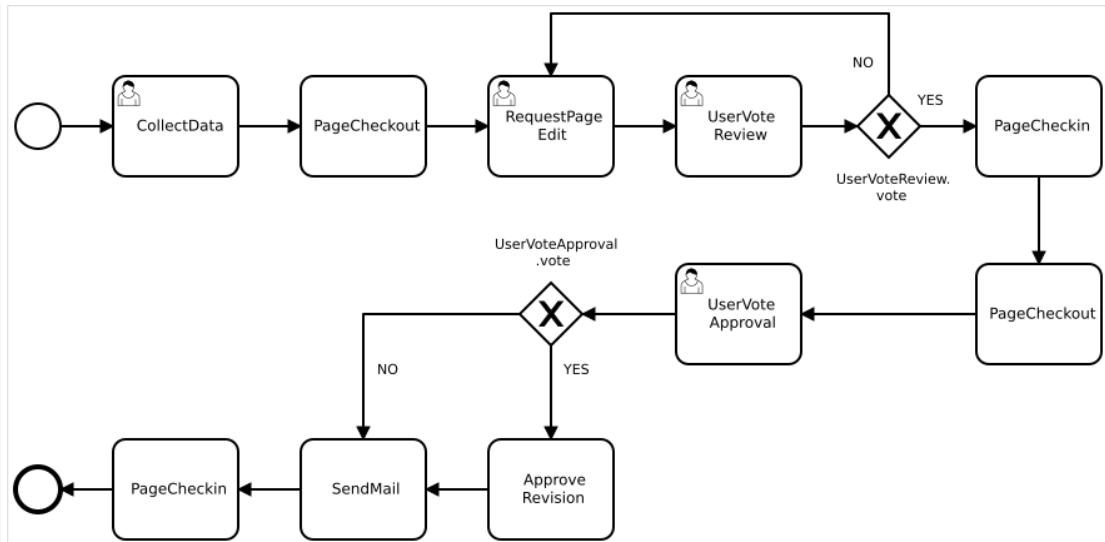 CollectData
PageCheckout
RequestPage
Edit
UserVote
Review
NO
YES
UserVoteReview.
vote
PageCheckin
PageCheckout
UserVote
Approval
UserVoteApproval
.vote
NO
YES
Approve
Revision
SendMail
PageCheckin